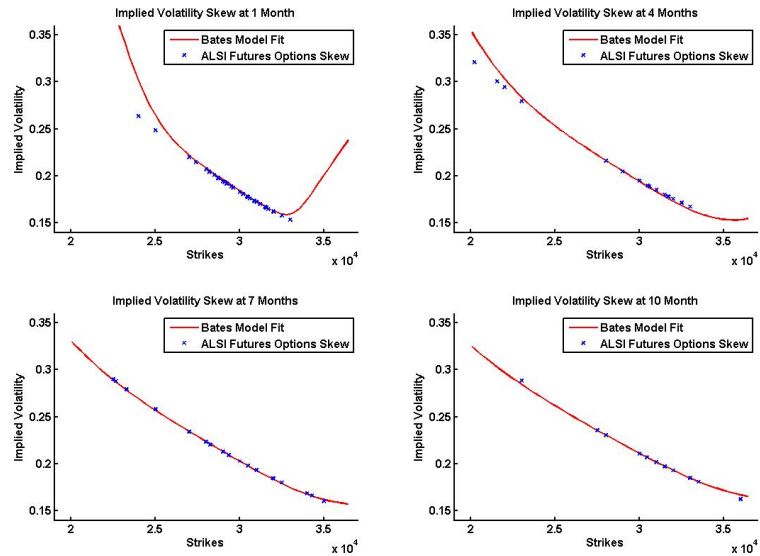 Implied Volatility Skew at 1 Month
0.35
0.3
0.25
0.2
0.15
Implied Volatility
Bates Model Fit
ALSI Futures Options Skew
2
2.5
3
3.5
x 10^4
Strikes
Implied Volatility Skew at 4 Months
0.35
0.3
0.25
0.2
0.15
Implied Volatility
Bates Model Fit
ALSI Futures Options Skew
2
2.5
3
3.5
x 10^4
Strikes
Implied Volatility Skew at 7 Months
0.35
0.3
0.25
0.2
0.15
Implied Volatility
Bates Model Fit
ALSI Futures Options Skew
2
2.5
3
3.5
x 10^4
Strikes
Implied Volatility Skew at 10 Month
0.35
0.3
0.25
0.2
0.15
Implied Volatility
Bates Model Fit
ALSI Futures Options Skew
2
2.5
3
3.5
x 10^4
Strikes